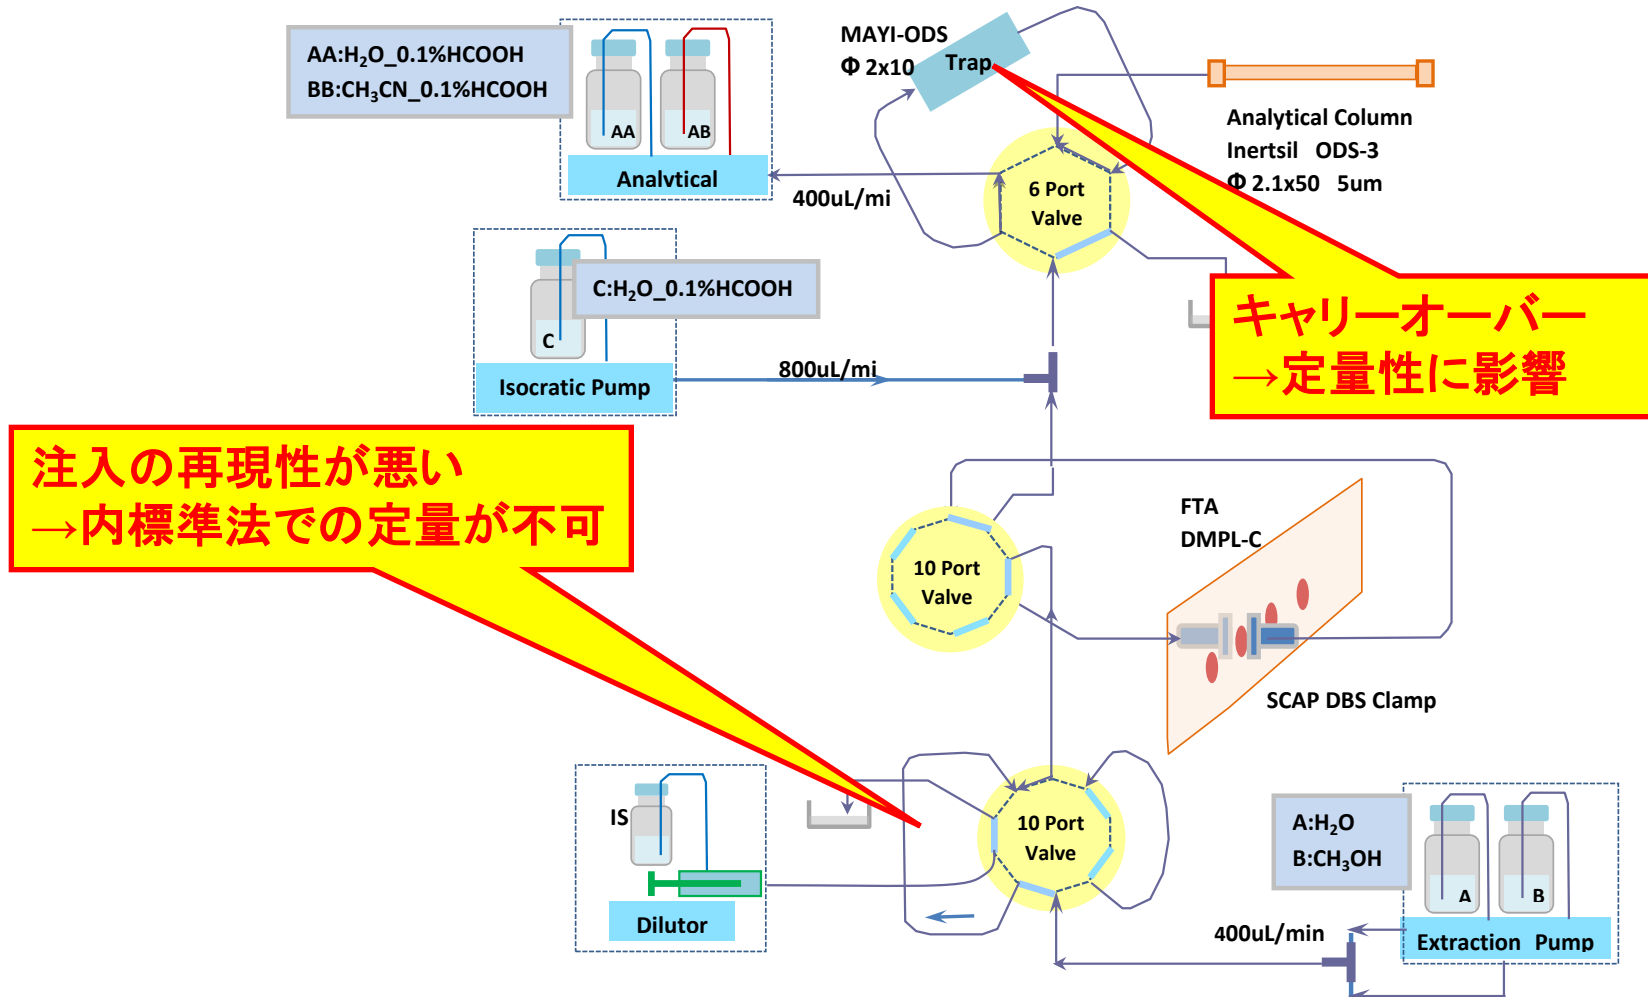 AA:H₂O_0.1%HCOOH
BB:CH₃CN_0.1%HCOOH
AA
AB
Analytical
400uL/mi
MAYI-ODS
Φ 2x10
Trap
Analytical Column
Inertsil ODS-3
Φ 2.1x50 5um
6 Port
Valve
C:H₂O_0.1%HCOOH
C
Isocratic Pump
800uL/mi
キャリーオーバー
→定量性に影響
注入の再現性が悪い
→内標準法での定量が不可
10 Port
Valve
FTA
DMPL-C
SCAP DBS Clamp
IS
Dilutor
10 Port
Valve
A:H₂O
B:CH₃OH
A
B
400uL/min
Extraction Pump